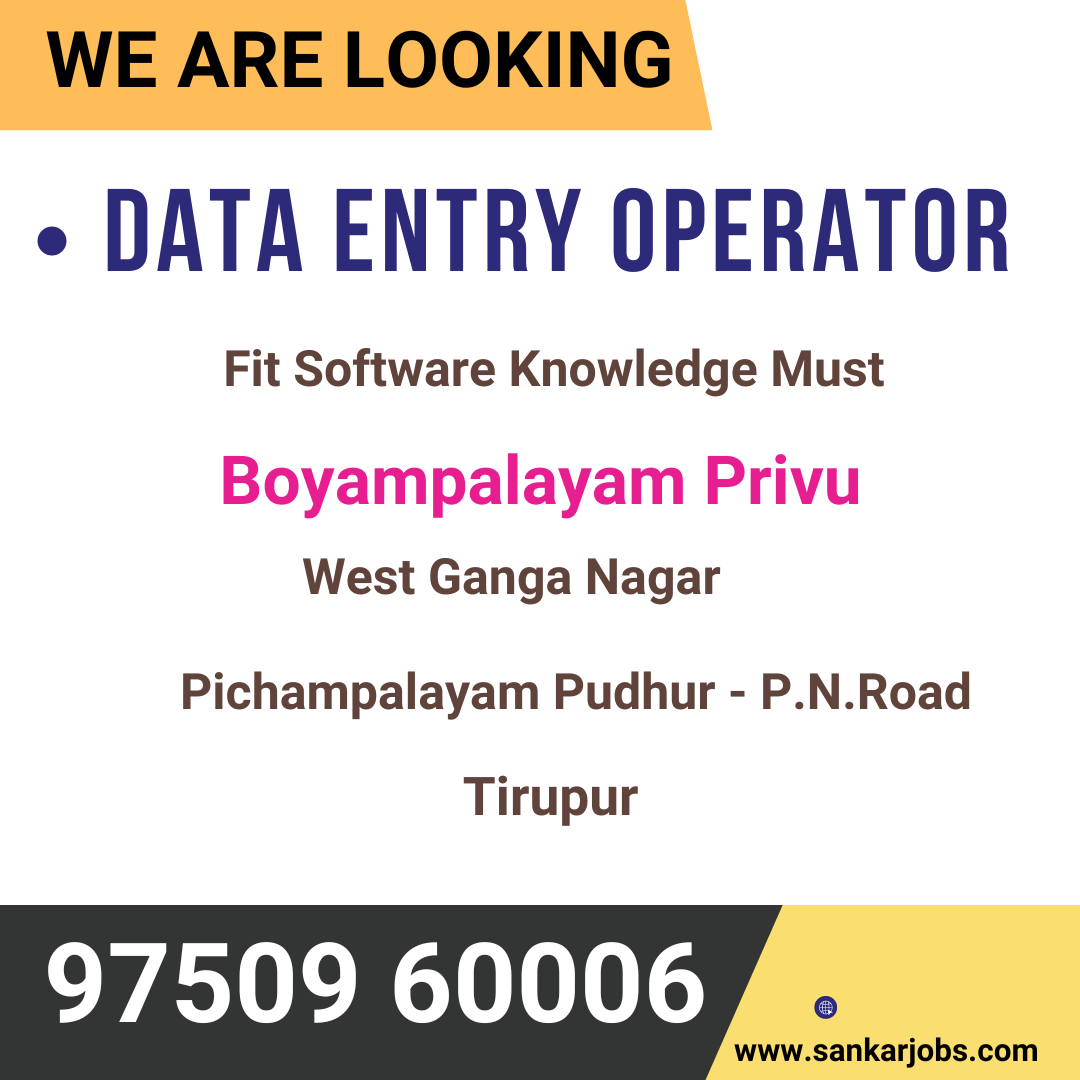 WE ARE LOOKING
• DATA ENTRY OPERATOR
Fit Software Knowledge Must
Boyampalayam Privu
West Ganga Nagar
Pichampalayam Pudhur - P.N.Road
Tirupur
97509 60006
www.sankarjobs.com